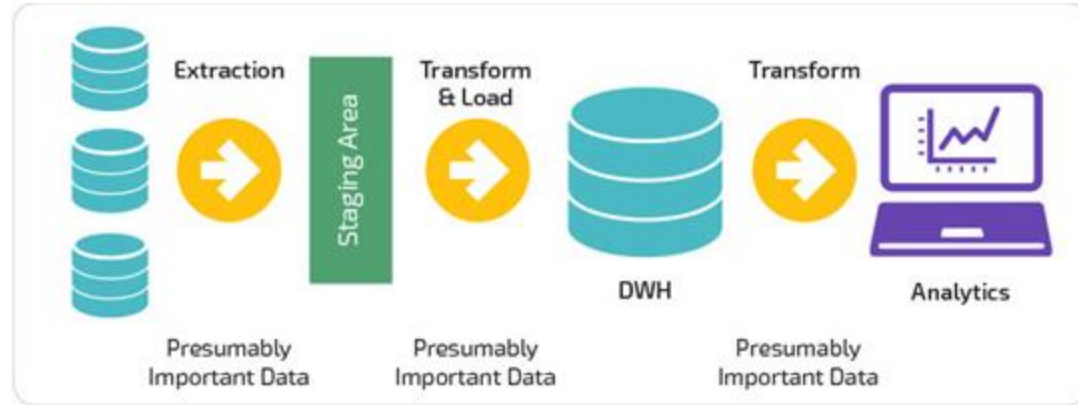 Extraction
Staging Area
Transform
& Load
Transform
DWH
Analytics
Presumably
Important Data
Presumably
Important Data
Presumably
Important Data